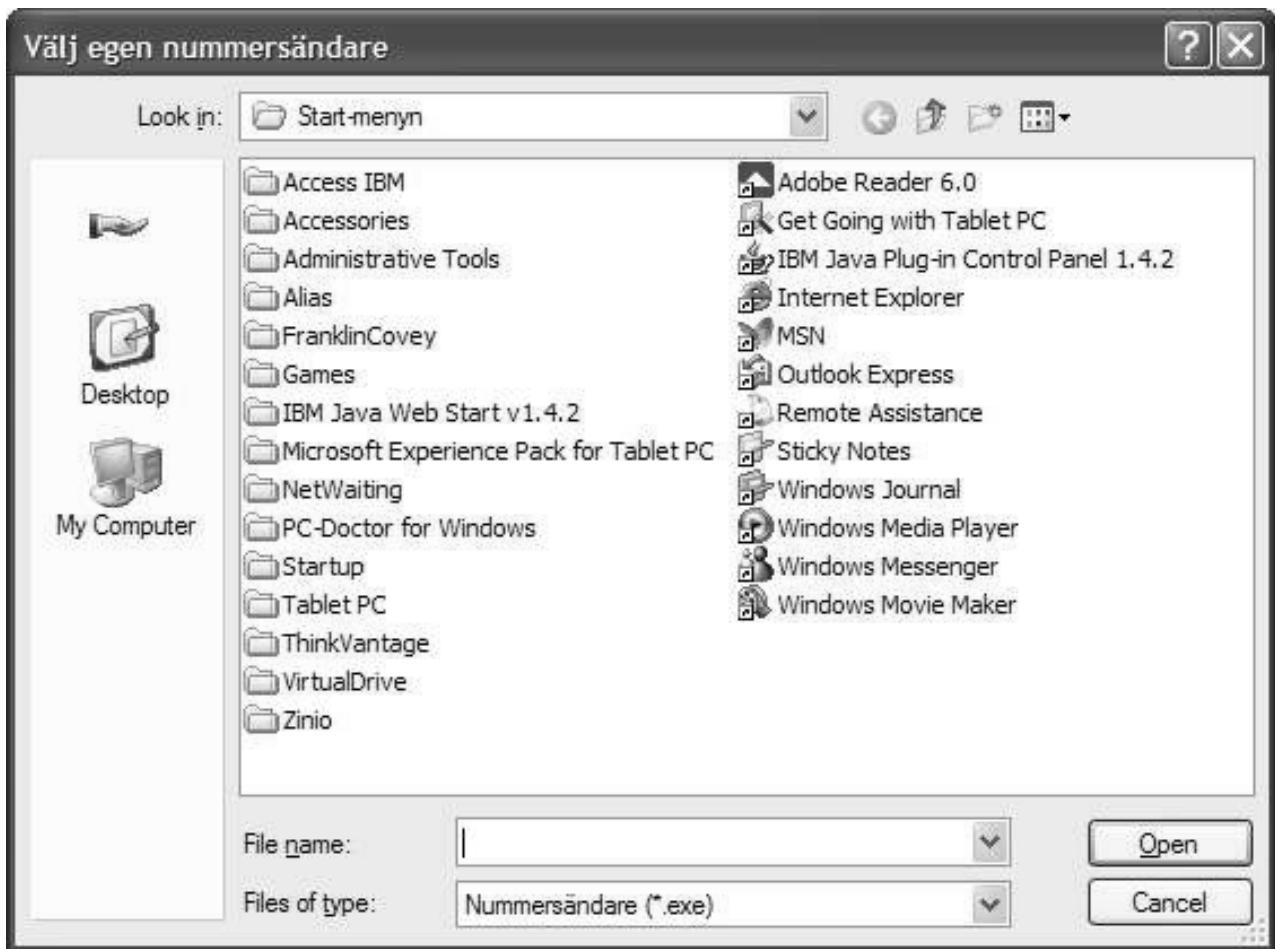 Välj egen nummersändare
Look in:
Start-menyn
Desktop
My Computer
Access IBM
Accessories
Administrative Tools
Alias
FranklinCovey
Games
IBM Java Web Start v1.4.2
Microsoft Experience Pack for Tablet PC
NetWaiting
PC-Doctor for Windows
Startup
Tablet PC
ThinkVantage
VirtualDrive
Zinio
Adobe Reader 6.0
Get Going with Tablet PC
IBM Java Plug-in Control Panel 1.4.2
Internet Explorer
MSN
Outlook Express
Remote Assistance
Sticky Notes
Windows Journal
Windows Media Player
Windows Messenger
Windows Movie Maker
File name:
Open
Files of type:
Nummersändare (*.exe)
Cancel